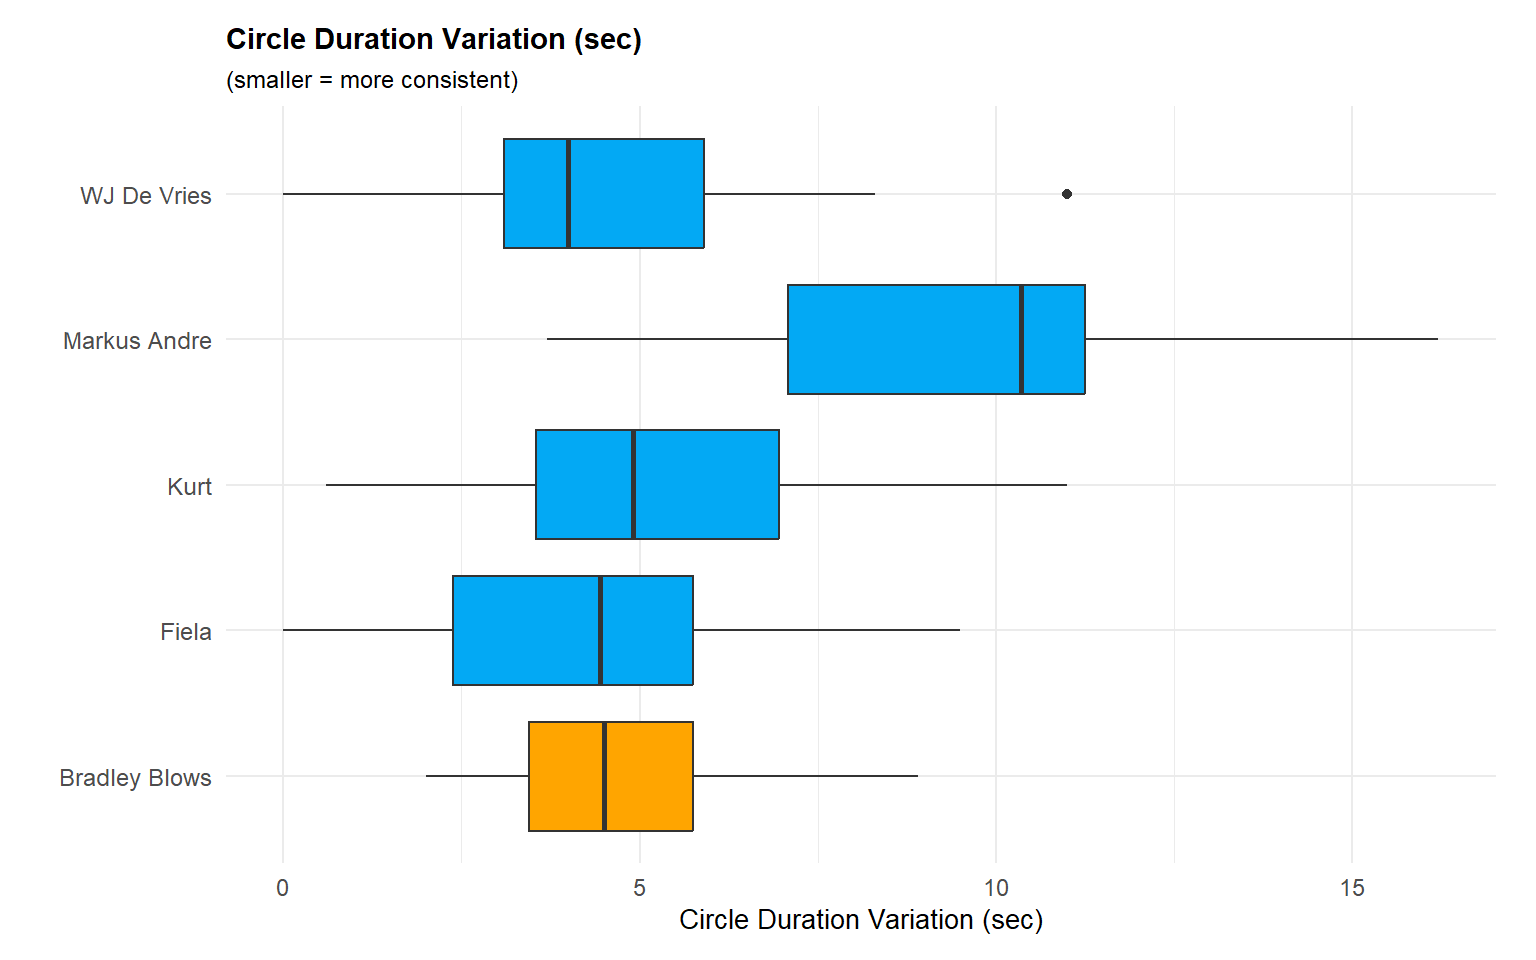 Circle Duration Variation (sec)
(smaller = more consistent)
WJ De Vries
Markus Andre
Kurt
Fiela
Bradley Blows
0 5 10 15
Circle Duration Variation (sec)